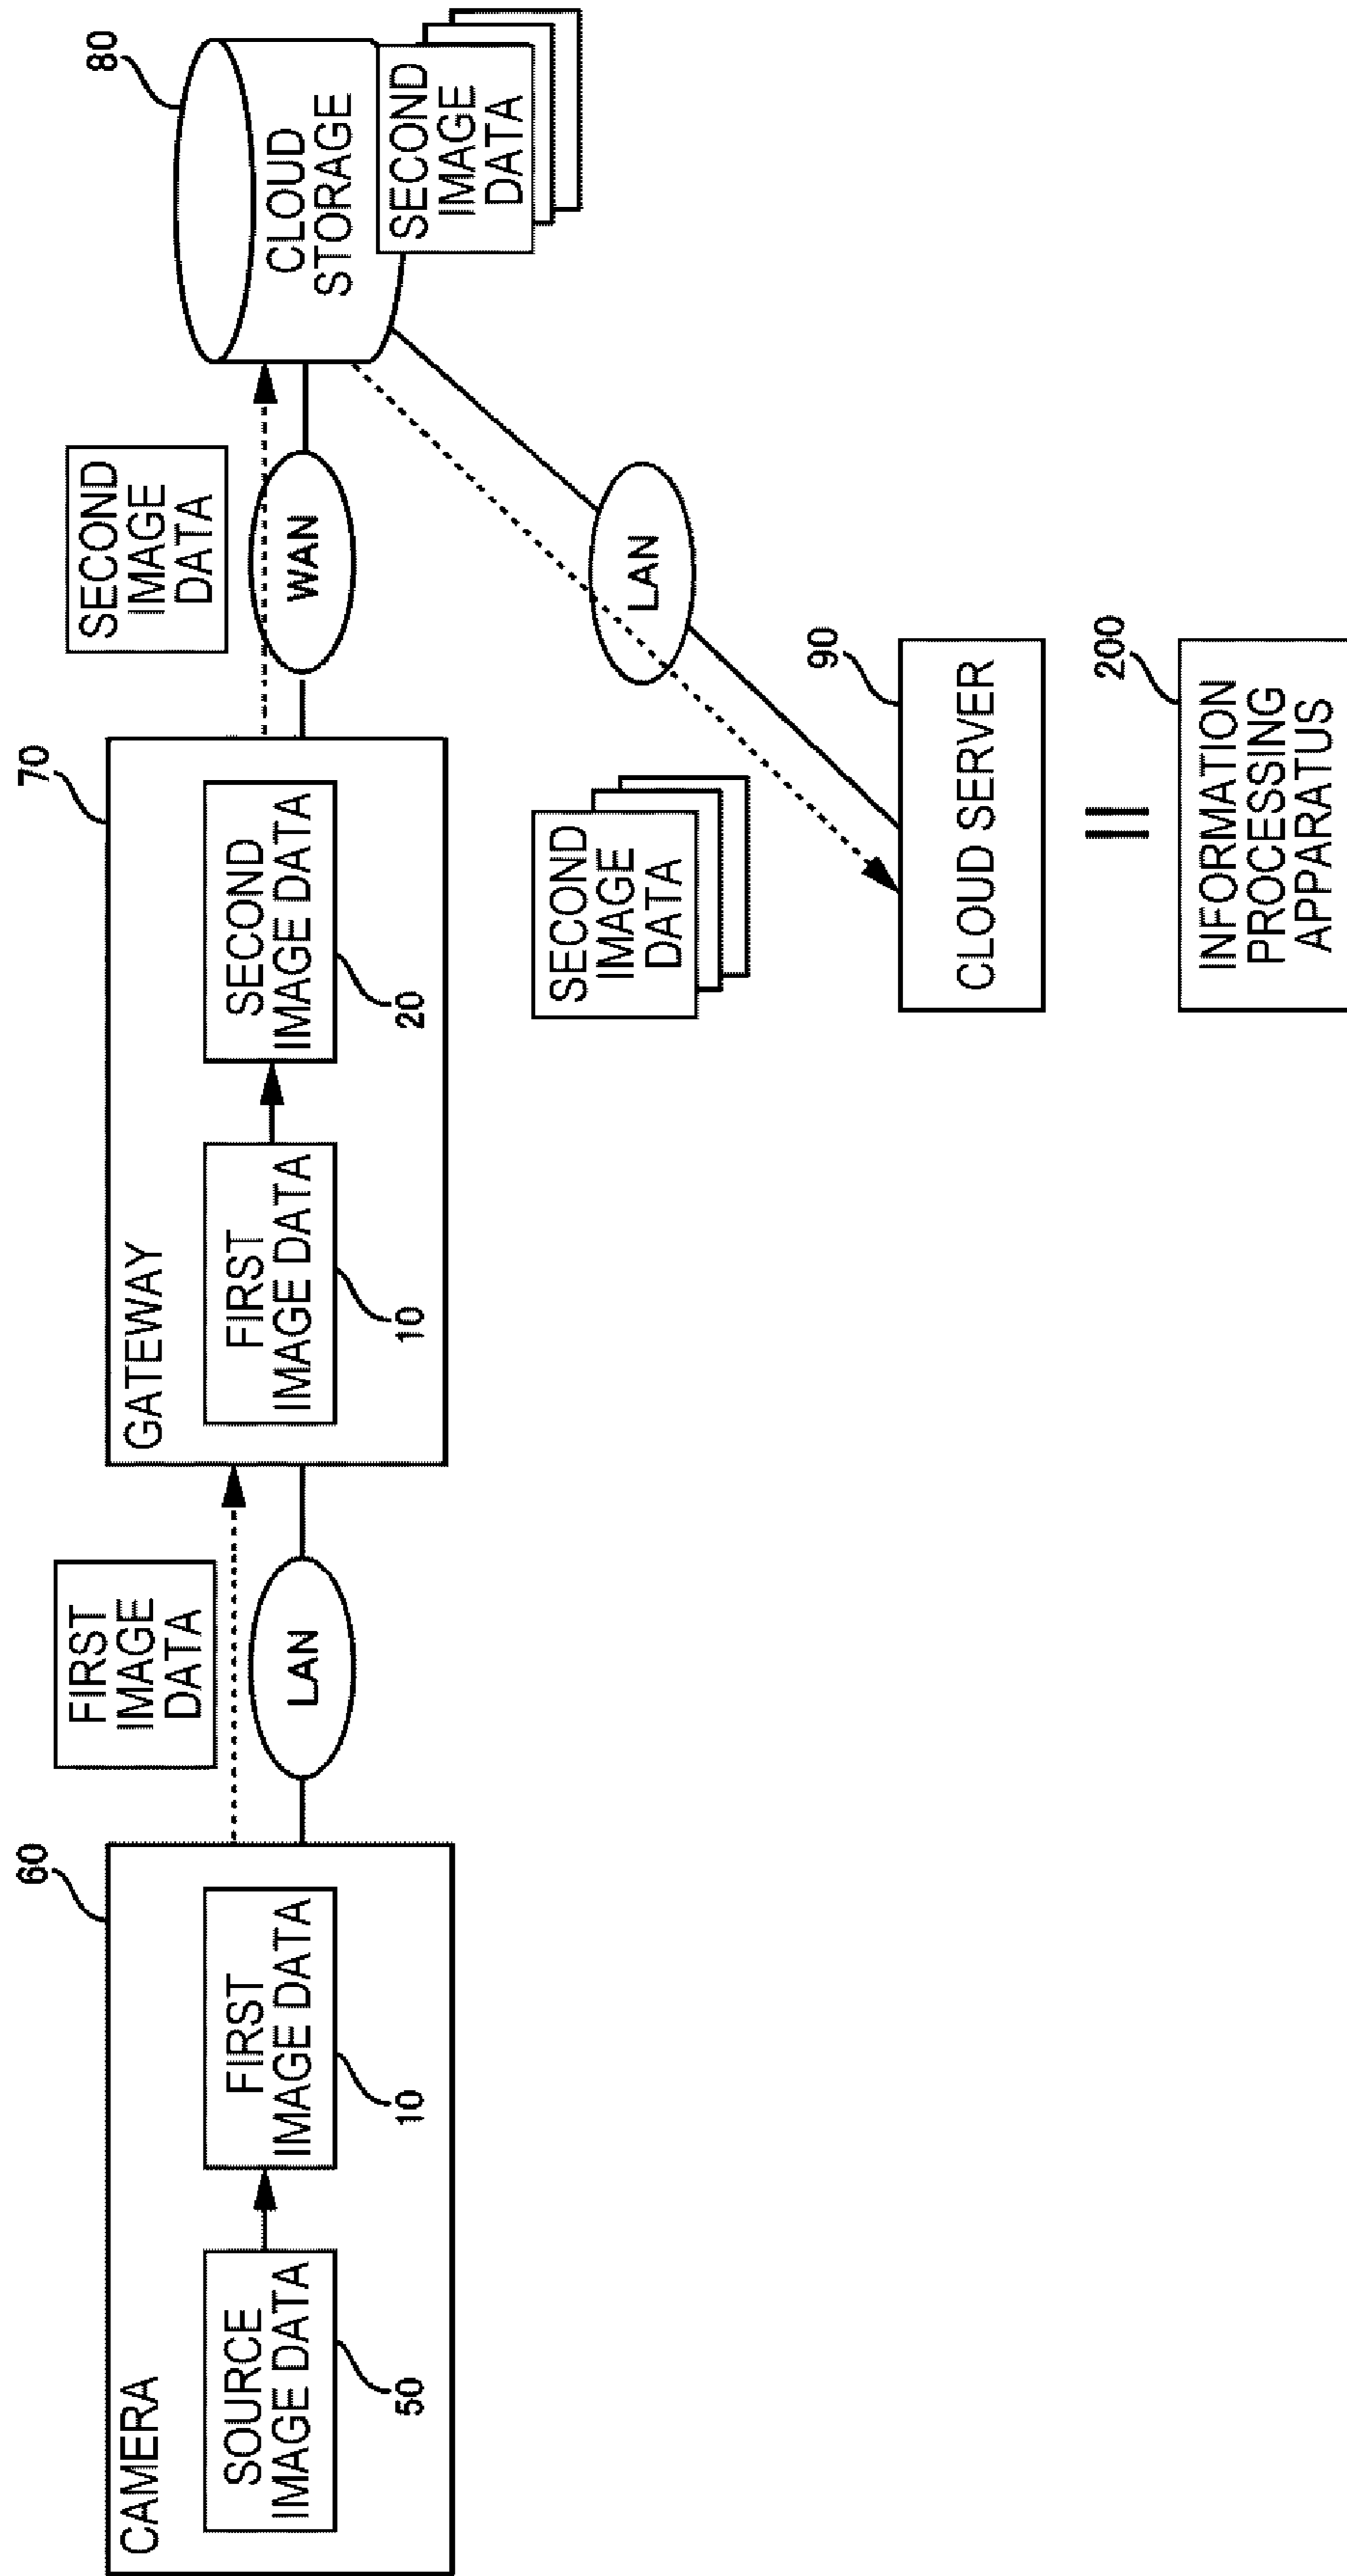 CAMERA
60
SOURCE
IMAGE DATA
50
FIRST
IMAGE DATA
10
FIRST
IMAGE
DATA
LAN
GATEWAY
70
FIRST
IMAGE DATA
10
SECOND
IMAGE DATA
20
SECOND
IMAGE
DATA
WAN
80
CLOUD
STORAGE
SECOND
IMAGE
DATA
LAN
SECOND
IMAGE
DATA
90
CLOUD SERVER
200
INFORMATION
PROCESSING
APPARATUS